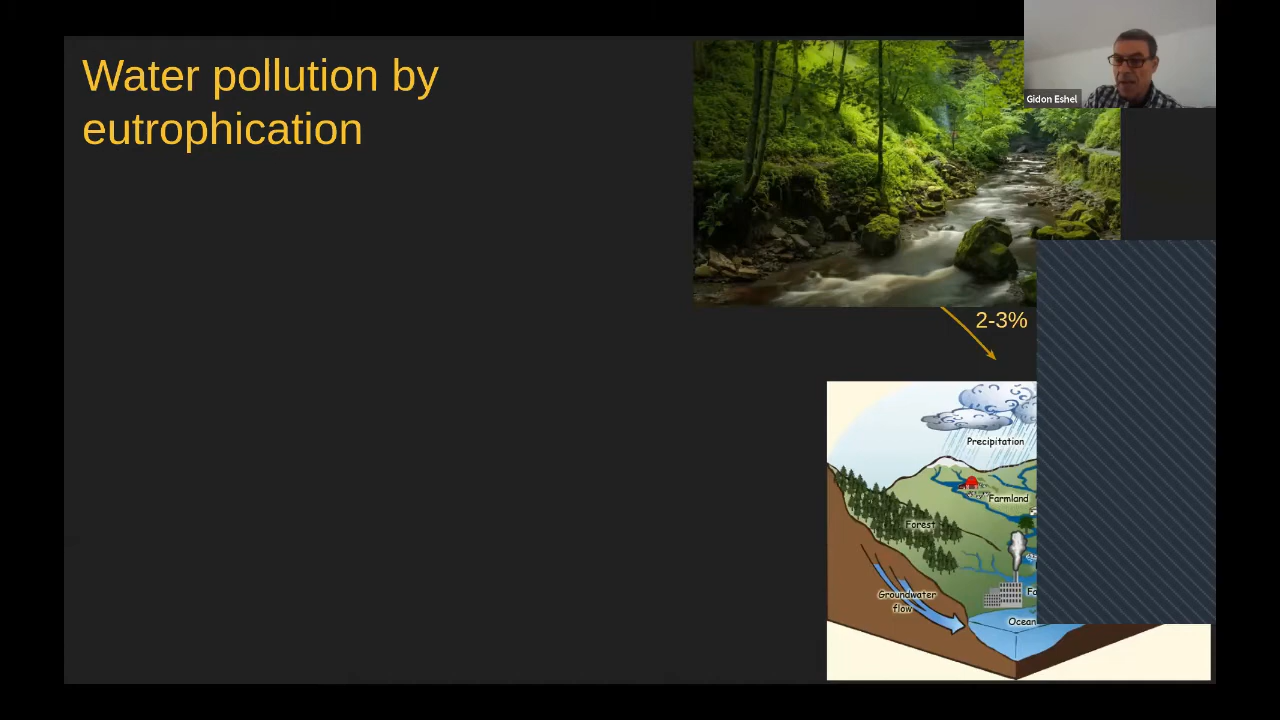 Water pollution by
eutrophication
Gidon Eshel
2-3%
Precipitation
Farmland
Forest
Groundwater
flow
Ocean